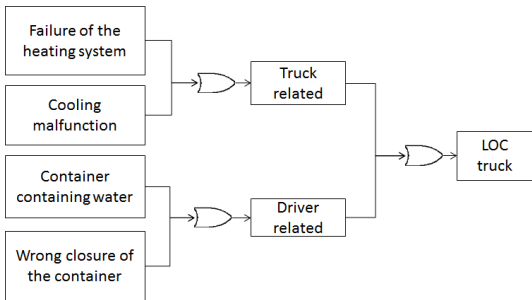 Failure of the
heating system
Cooling
malfunction
Container
containing water
Wrong closure of
the container
Truck
related
Driver
related
LOC
truck